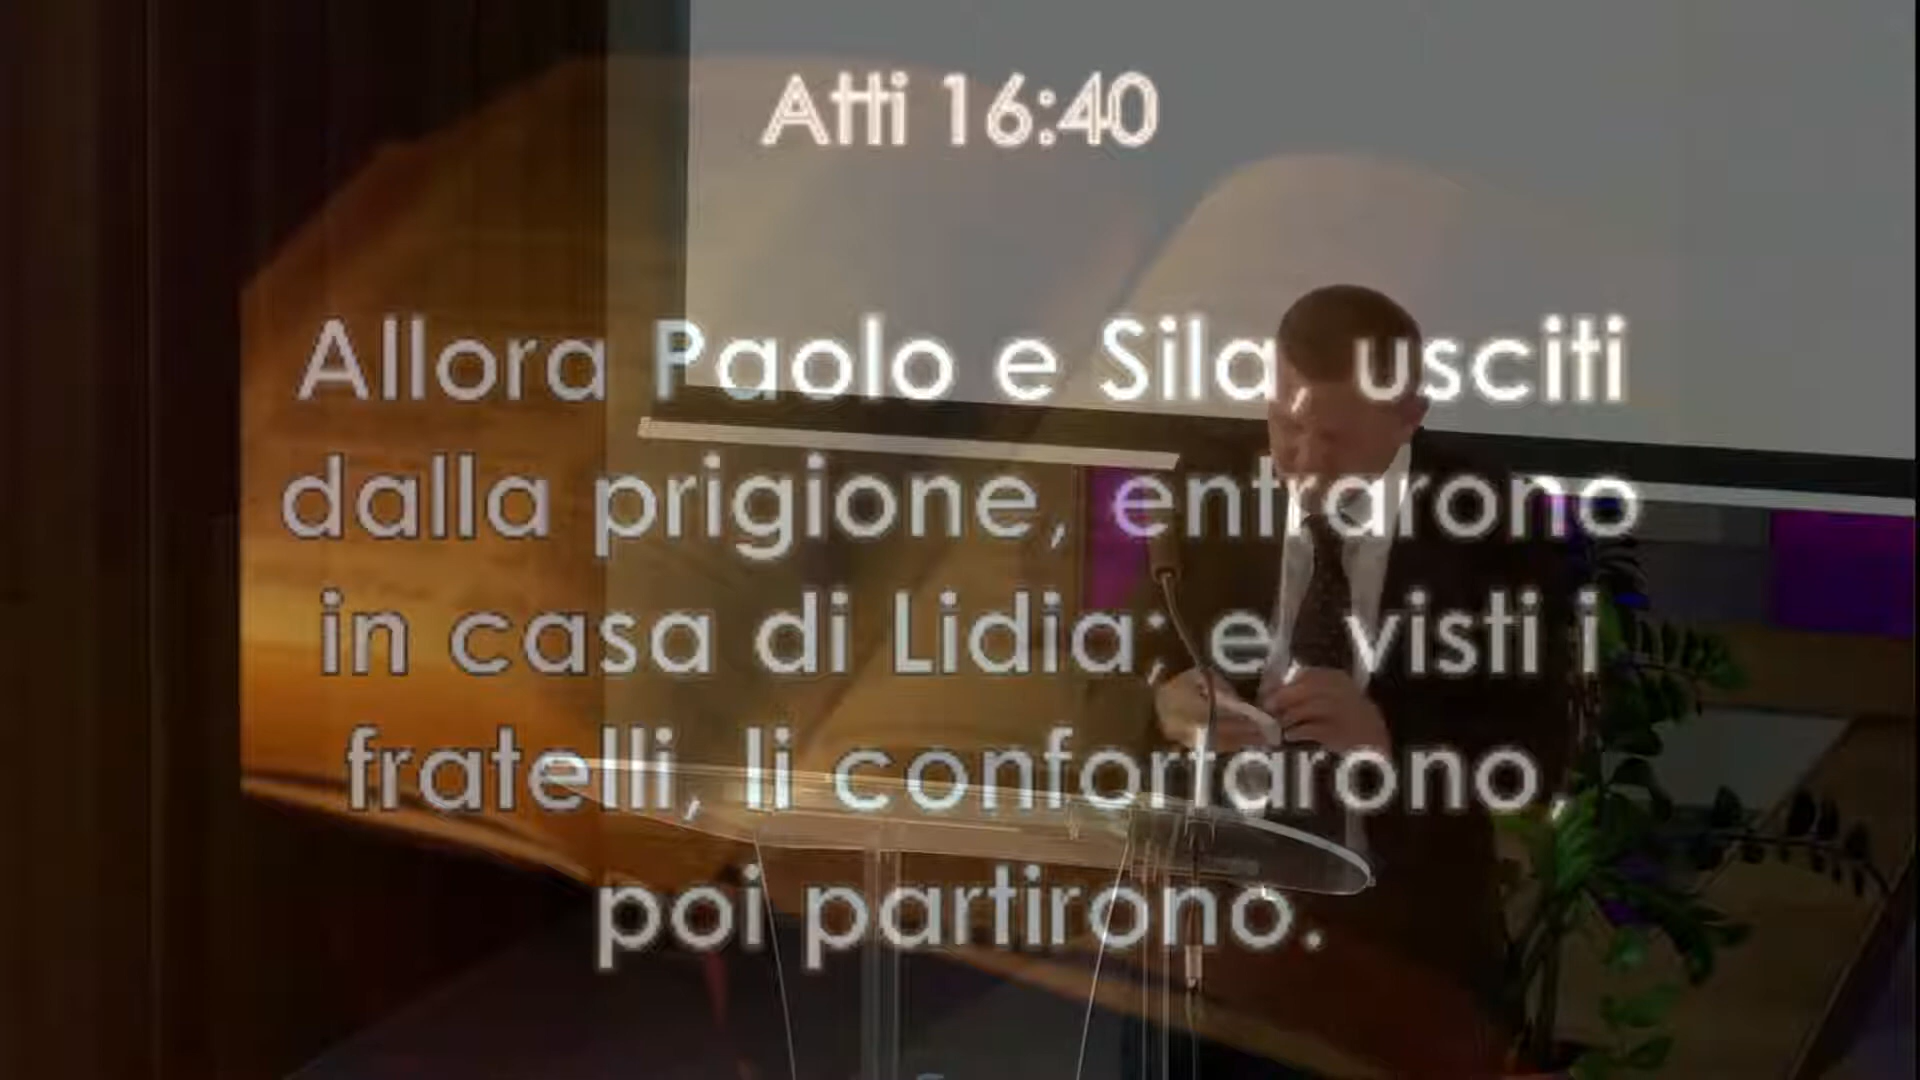 Atti 16:40
Allora Paolo e Sila, usciti
dalla prigione, entrarono
in casa di Lidia; e, visti i
fratelli, li confortarono,
poi partirono.